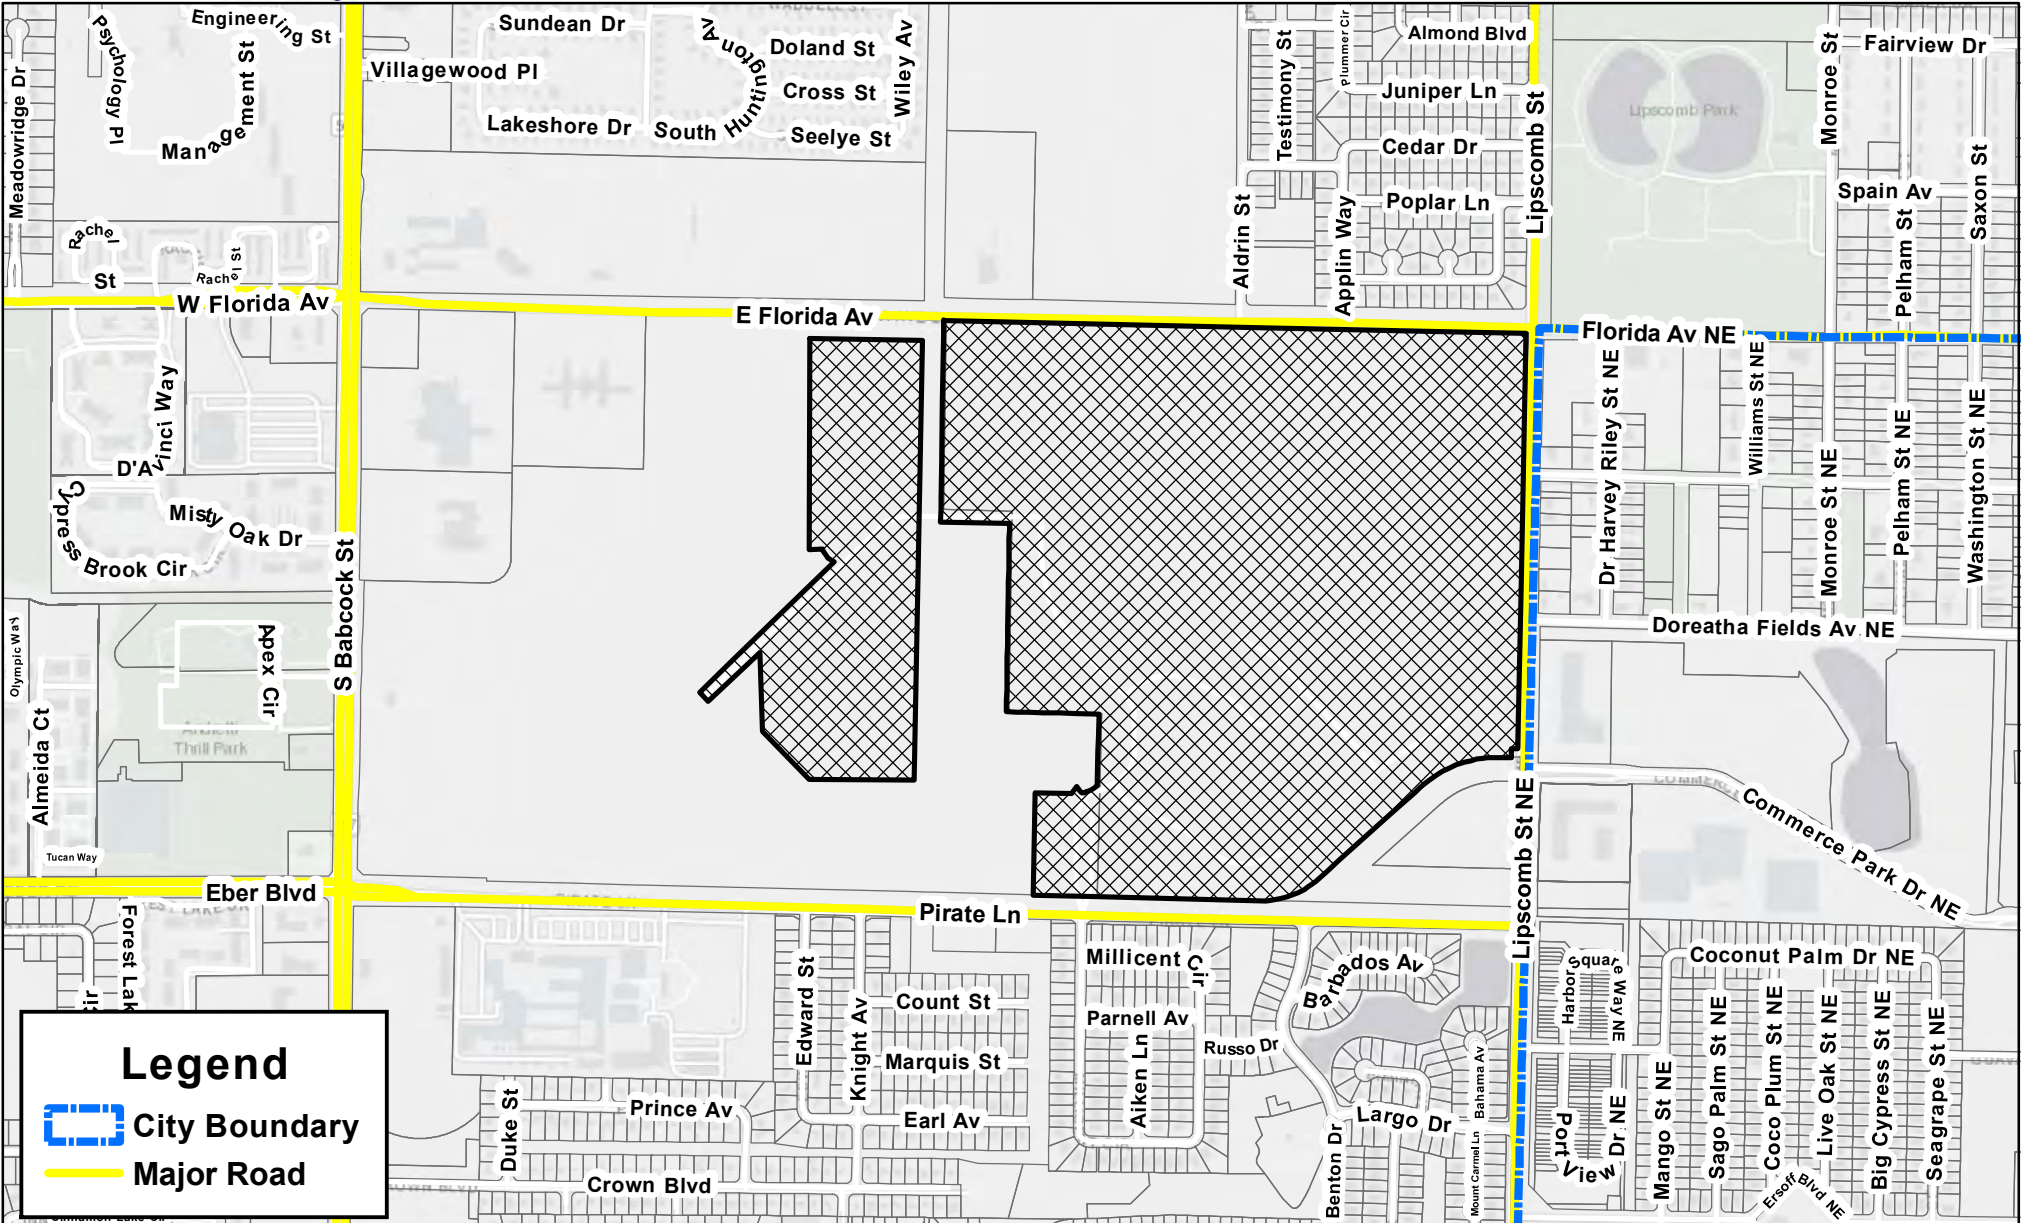 Engineering St
Psychology Pl
Management St
Meadowridge Dr
Sundean Dr
South Huntington Av
Doland St
Wiley Av
Villagewood Pl
Cross St
Lakeshore Dr
Seelye St
Testimony St
Plummer Cir
Almond Blvd
Juniper Ln
Cedar Dr
Poplar Ln
Applin Way
Aldrin St
Lipscomb St
Lipscomb Park
Monroe St
Fairview Dr
Spain Av
Pelham St
Saxon St
Rachel St
Rachel St
W Florida Av
E Florida Av
Florida Av NE
D'Avinci Way
Cypress Brook Cir
Misty Oak Dr
S Babcock St
Dr Harvey Riley St NE
Williams St NE
Monroe St NE
Pelham St NE
Washington St NE
Doreatha Fields Av NE
Olympic Way
Almeida Ct
Apex Cir
Andretti
Thrill Park
Tucan Way
Eber Blvd
Pirate Ln
Lipscomb St NE
Commerce Park Dr NE
Forest Lak
Cir
Edward St
Knight Av
Count St
Marquis St
Earl Av
Duke St
Prince Av
Crown Blvd
Millicent Cir
Parnell Av
Aiken Ln
Russo Dr
Barbados Av
Largo Dr
Benton Dr
Bahama Av
Mount Carmel Ln
Harbor Square Way NE
Port View Dr NE
Coconut Palm Dr NE
Mango St NE
Sago Palm St NE
Coco Plum St NE
Live Oak St NE
Big Cypress St NE
Seagrape St NE
Ersoff Blvd NE
Legend
City Boundary
Major Road